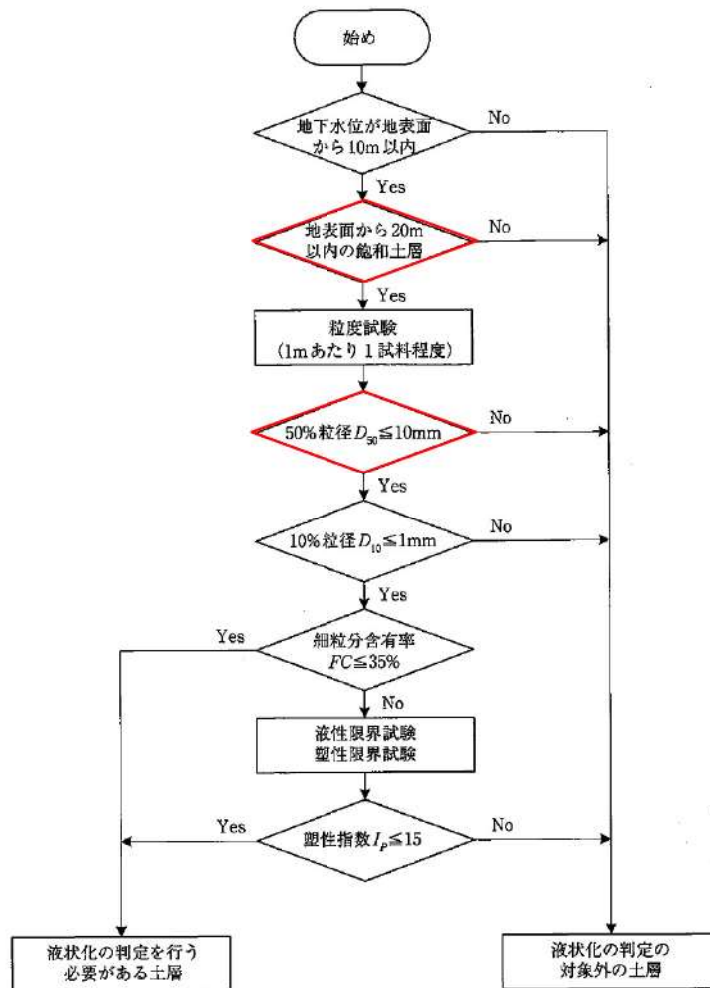 始め
地下水位が地表面
から10m以内
No
Yes
地表面から20m
以内の飽和土層
No
Yes
粒度試験
(1mあたり1試料程度)
50%粒径D50≦10mm
No
Yes
10%粒径D10≦1mm
No
Yes
細粒分含有率
FC≦35%
Yes
No
液性限界試験
塑性限界試験
塑性指数IP≦15
Yes
No
液状化の判定を行う
必要がある土層
液状化の判定の
対象外の土層